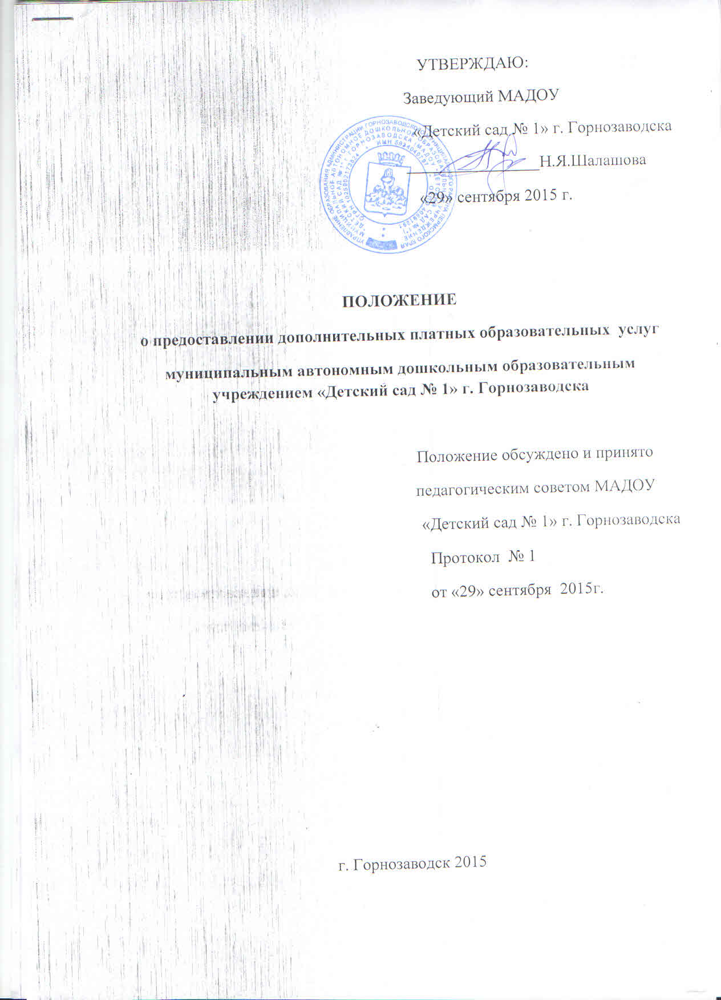 УТВЕРЖДАЮ:
Заведующий МАДОУ
«Детский сад № 1» г. Горнозаводска
Н.Я.Шалашова
«29» сентября 2015 г.
ПОЛОЖЕНИЕ
о предоставлении дополнительных платных образовательных услуг
муниципальным автономным дошкольным образовательным
учреждением «Детский сад № 1» г. Горнозаводска
Положение обсуждено и принято
педагогическим советом МАДОУ
«Детский сад № 1» г. Горнозаводска
Протокол № 1
от «29» сентября 2015г.
г. Горнозаводск 2015